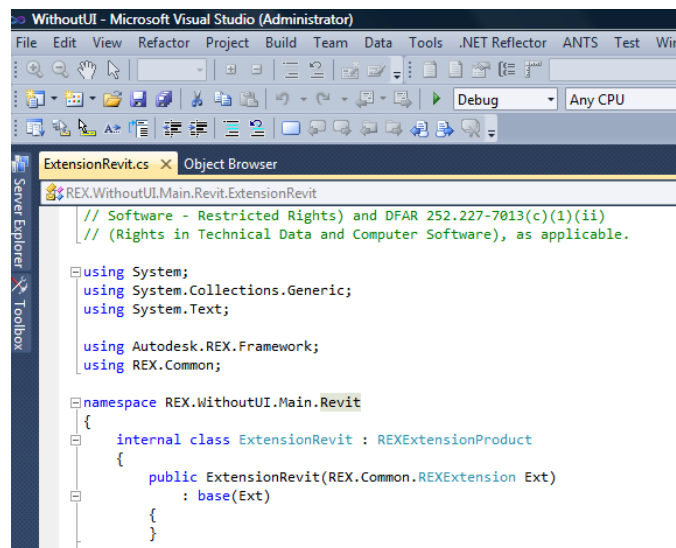 WithoutUI - Microsoft Visual Studio (Administrator)
File Edit View Refactor Project Build Team Data Tools .NET Reflector ANTS Test
Debug Any CPU
ExtensionRevit.cs Object Browser
REX.WithoutUI.Main.Revit.ExtensionRevit
Server Explorer
Toolbox
// Software - Restricted Rights) and DFAR 252.227-7013(c)(1)(ii)
// (Rights in Technical Data and Computer Software), as applicable.
using System;
using System.Collections.Generic;
using System.Text;
using Autodesk.REX.Framework;
using REX.Common;
namespace REX.WithoutUI.Main.Revit
{
internal class ExtensionRevit : REXExtensionProduct
{
public ExtensionRevit(REX.Common.REXExtension Ext)
: base(Ext)
{
}